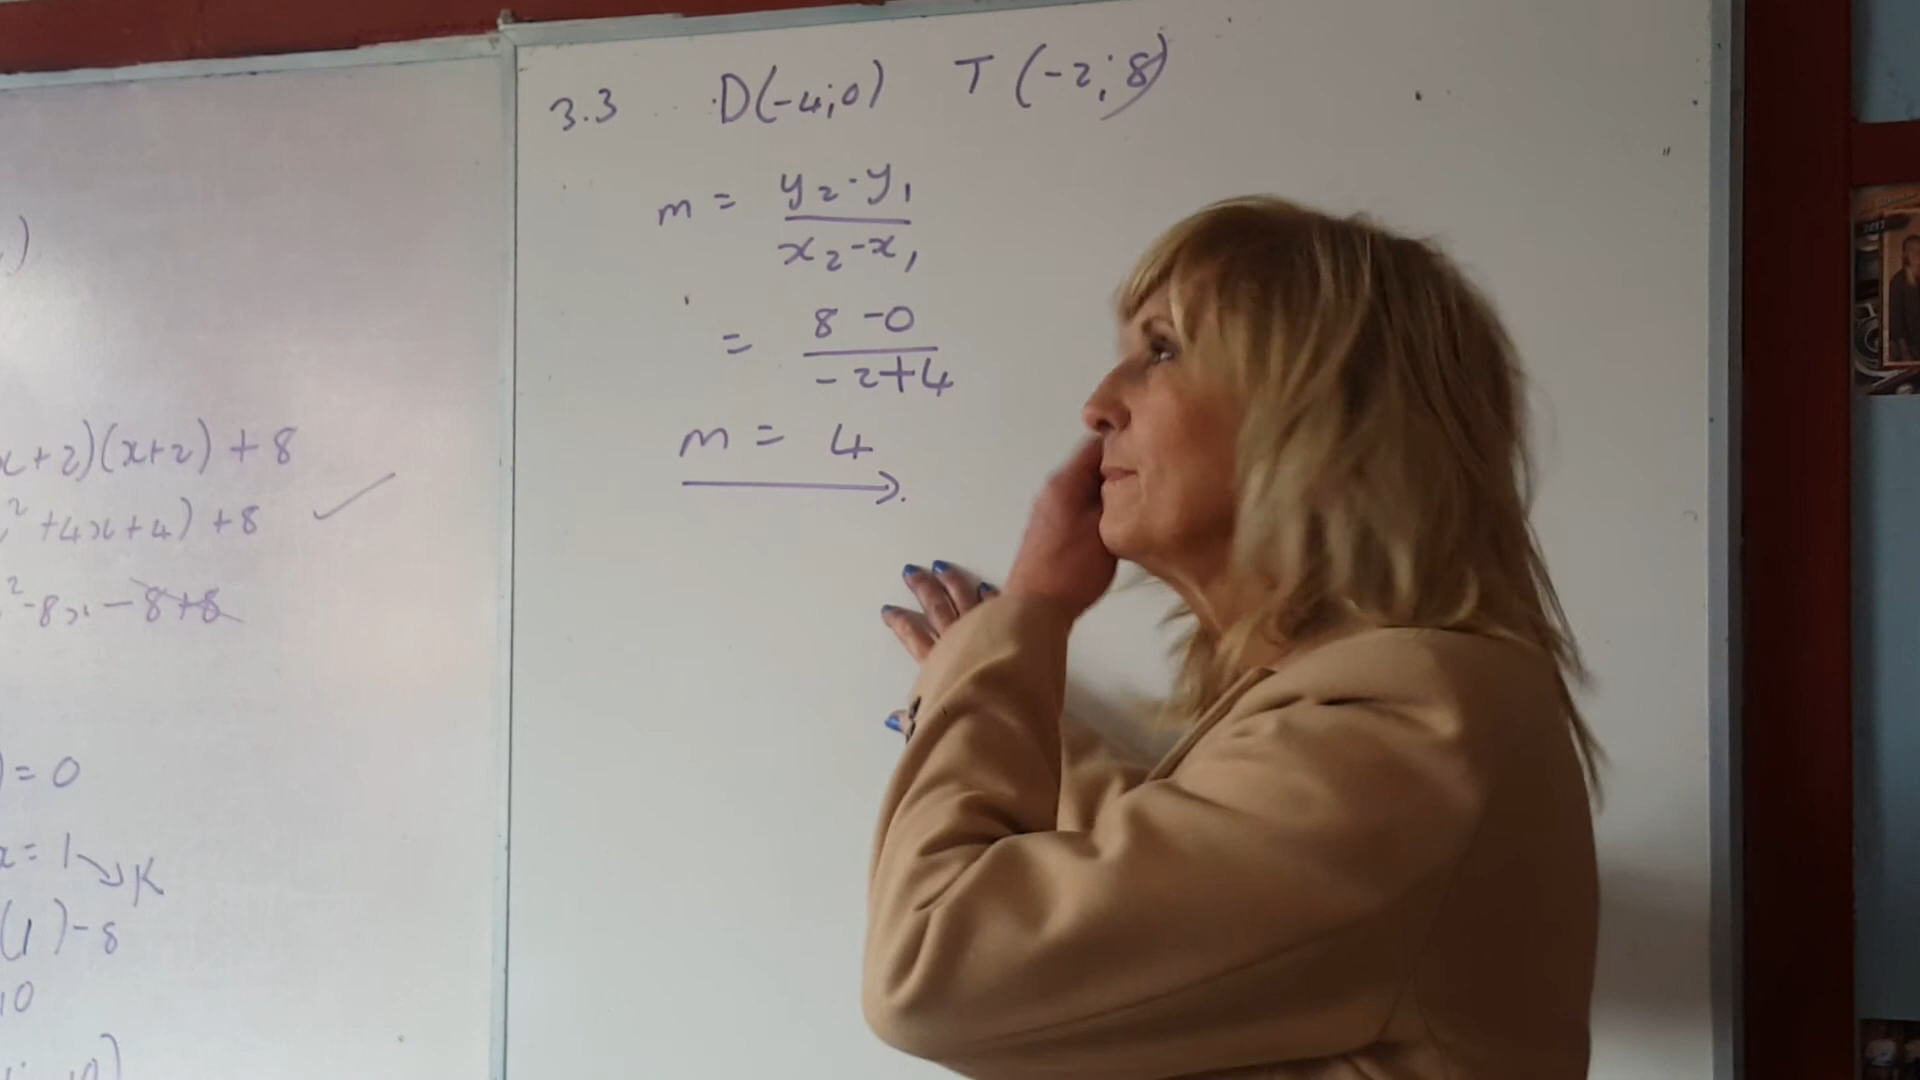 )
x+2)(x+2) + 8
² +4x+4) +8 ✓
²-8x -8+8
)= 0
x = 1 → K
(1)-8
10
; -10)
3.3 D(-4;0) T(-2;8)
m = y₂-y₁
x₂-x₁
= 8 -0
-2+4
m = 4